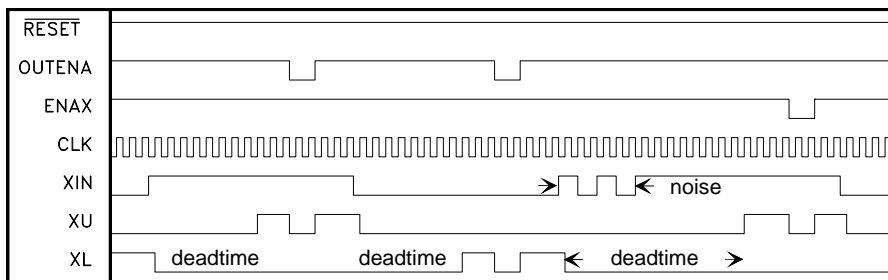 RESET
OUTENA
ENAX
CLK
XIN noise
XU
XL deadtime deadtime deadtime